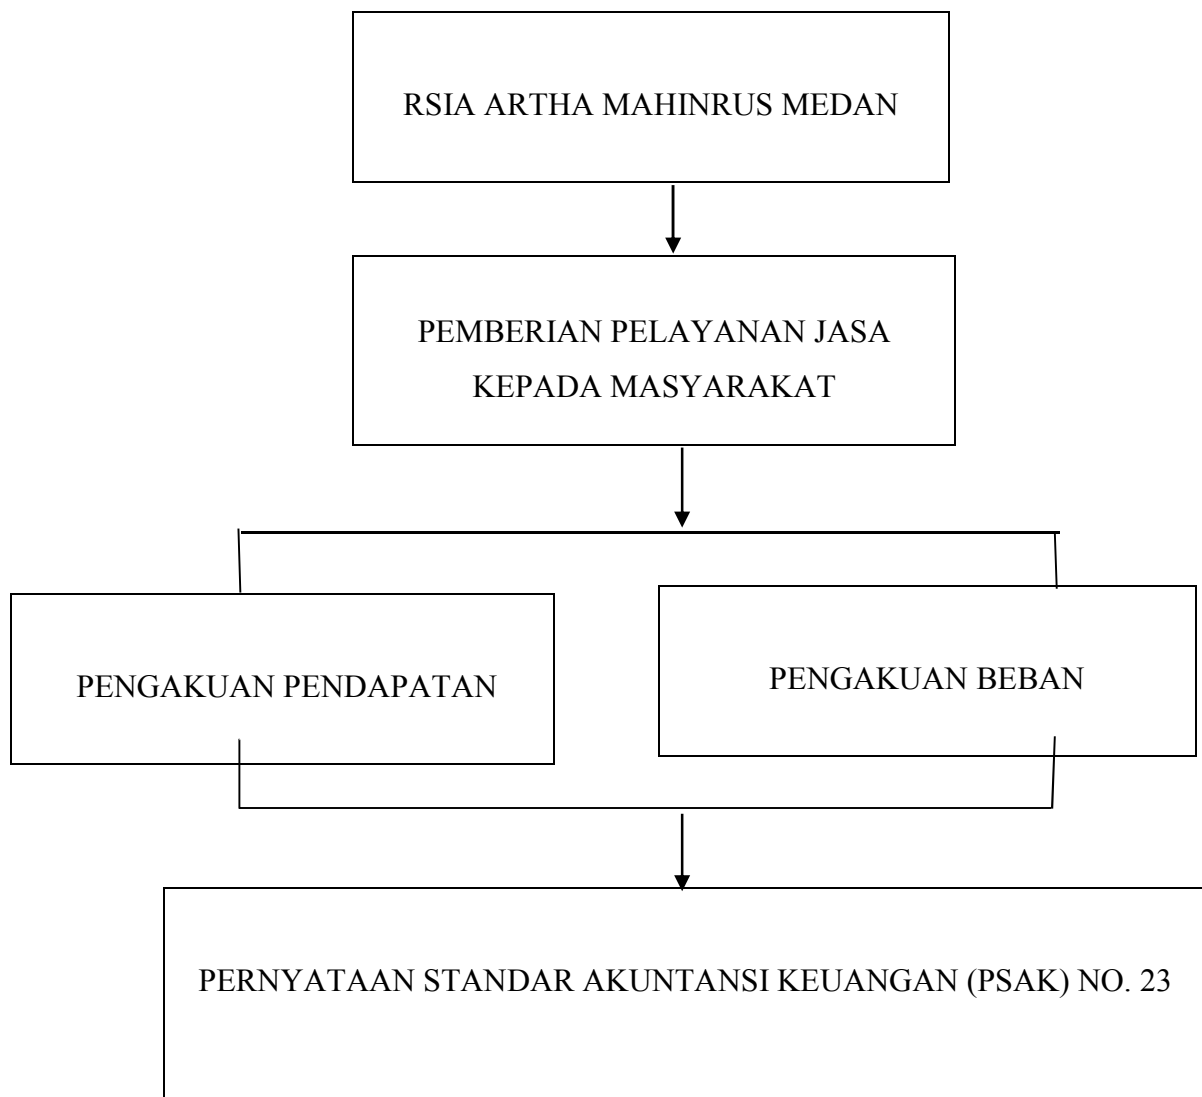 RSIA ARTHA MAHINRUS MEDAN
PEMBERIAN PELAYANAN JASA
KEPADA MASYARAKAT
PENGAKUAN PENDAPATAN
PENGAKUAN BEBAN
PERNYATAAN STANDAR AKUNTANSI KEUANGAN (PSAK) NO. 23